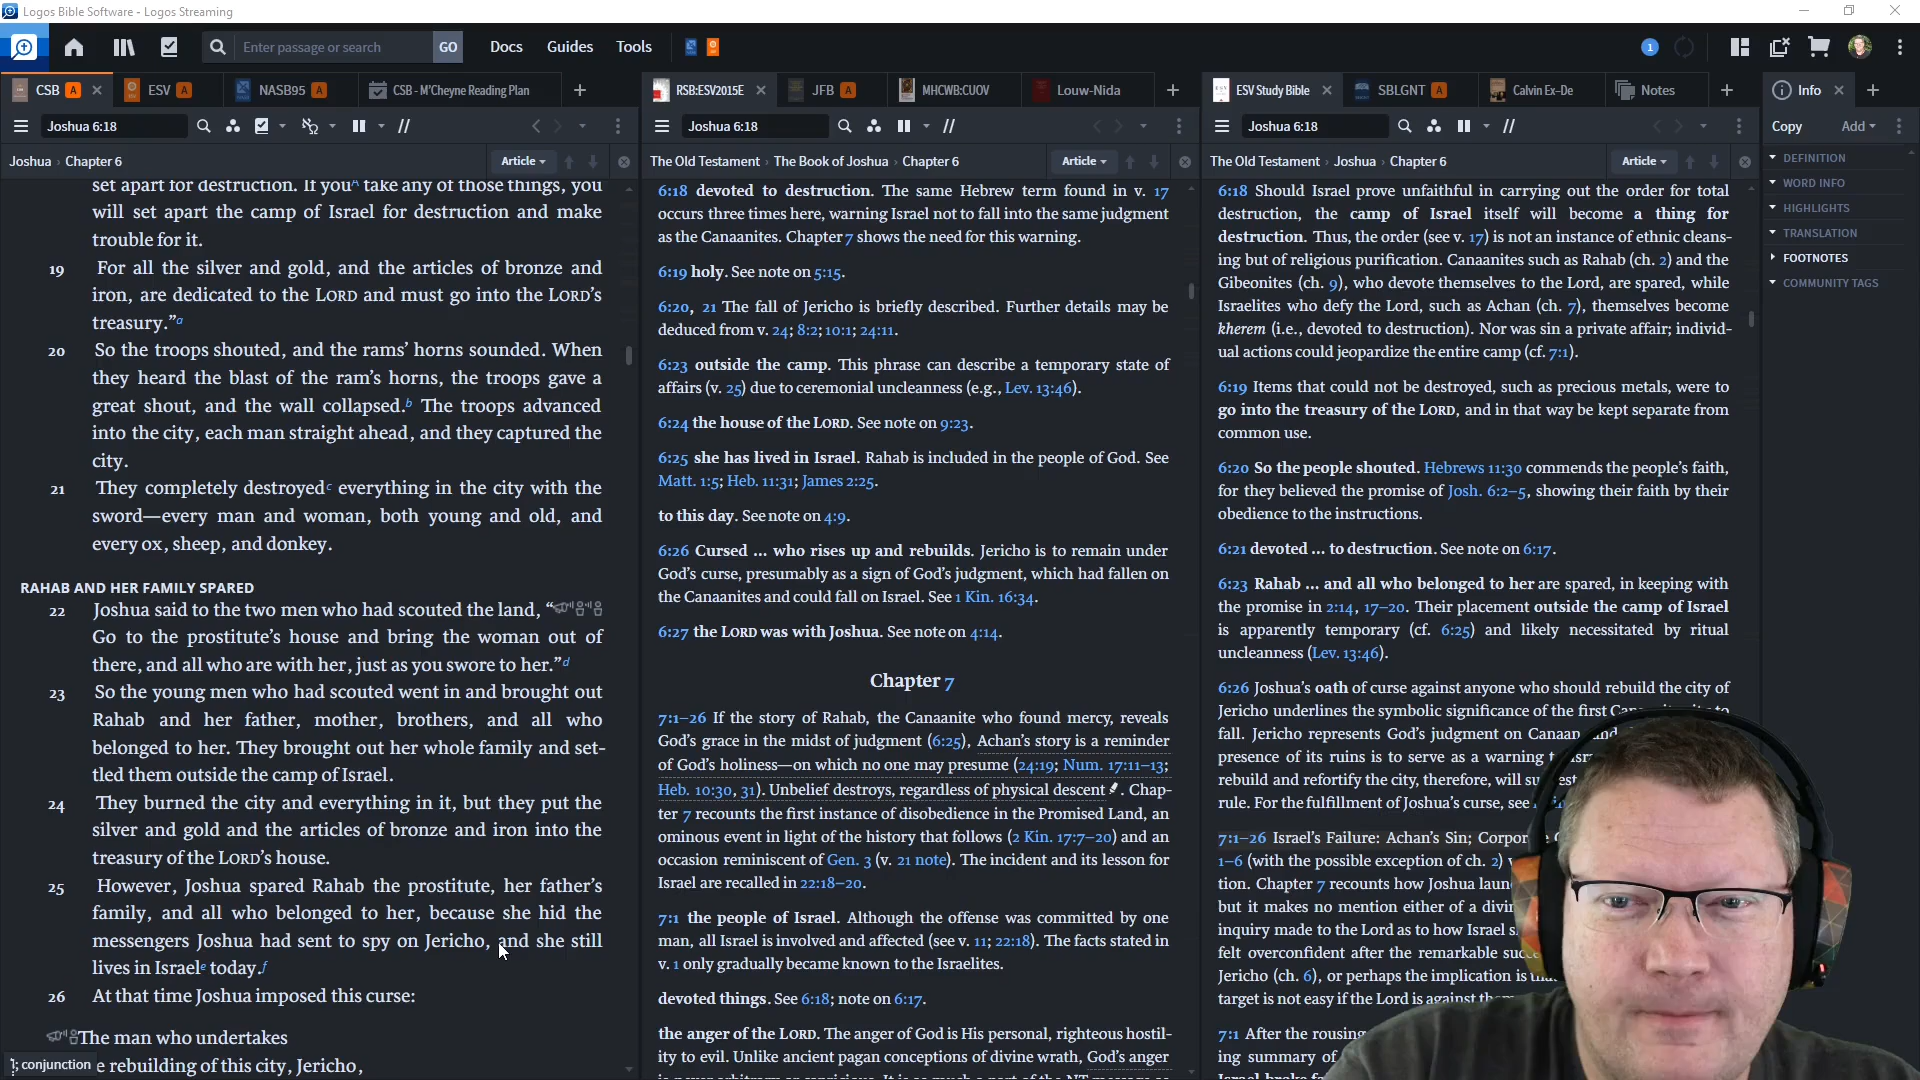 Logos Bible Software - Logos Streaming
Enter passage or search
GO
Docs
Guides
Tools
1
CSB A
ESV A
NASB95 A
CSB - M'Cheyne Reading Plan
Joshua 6:18
Joshua › Chapter 6
Article
set apart for destruction. If youA take any of those things, you
will set apart the camp of Israel for destruction and make
trouble for it.
19 For all the silver and gold, and the articles of bronze and
iron, are dedicated to the LORD and must go into the LORD’s
treasury.”a
20 So the troops shouted, and the rams’ horns sounded. When
they heard the blast of the ram’s horns, the troops gave a
great shout, and the wall collapsed.b The troops advanced
into the city, each man straight ahead, and they captured the
city.
21 They completely destroyedc everything in the city with the
sword—every man and woman, both young and old, and
every ox, sheep, and donkey.
RAHAB AND HER FAMILY SPARED
22 Joshua said to the two men who had scouted the land, “
Go to the prostitute’s house and bring the woman out of
there, and all who are with her, just as you swore to her.”d
23 So the young men who had scouted went in and brought out
Rahab and her father, mother, brothers, and all who
belonged to her. They brought out her whole family and set-
tled them outside the camp of Israel.
24 They burned the city and everything in it, but they put the
silver and gold and the articles of bronze and iron into the
treasury of the LORD’s house.
25 However, Joshua spared Rahab the prostitute, her father’s
family, and all who belonged to her, because she hid the
messengers Joshua had sent to spy on Jericho, and she still
lives in Israele today.f
26 At that time Joshua imposed this curse:
The man who undertakes
e rebuilding of this city, Jericho,
conjunction
RSB:ESV2015E
JFB A
MHCWB:CUOV
Louw-Nida
Joshua 6:18
The Old Testament › The Book of Joshua › Chapter 6
Article
6:18 devoted to destruction. The same Hebrew term found in v. 17
occurs three times here, warning Israel not to fall into the same judgment
as the Canaanites. Chapter 7 shows the need for this warning.
6:19 holy. See note on 5:15.
6:20, 21 The fall of Jericho is briefly described. Further details may be
deduced from v. 24; 8:2; 10:1; 24:11.
6:23 outside the camp. This phrase can describe a temporary state of
affairs (v. 25) due to ceremonial uncleanness (e.g., Lev. 13:46).
6:24 the house of the LORD. See note on 9:23.
6:25 she has lived in Israel. Rahab is included in the people of God. See
Matt. 1:5; Heb. 11:31; James 2:25.
to this day. See note on 4:9.
6:26 Cursed ... who rises up and rebuilds. Jericho is to remain under
God’s curse, presumably as a sign of God’s judgment, which had fallen on
the Canaanites and could fall on Israel. See 1 Kin. 16:34.
6:27 the LORD was with Joshua. See note on 4:14.
Chapter 7
7:1–26 If the story of Rahab, the Canaanite who found mercy, reveals
God’s grace in the midst of judgment (6:25), Achan’s story is a reminder
of God’s holiness—on which no one may presume (24:19; Num. 17:11–13;
Heb. 10:30, 31). Unbelief destroys, regardless of physical descent. Chap-
ter 7 recounts the first instance of disobedience in the Promised Land, an
ominous event in light of the history that follows (2 Kin. 17:7–20) and an
occasion reminiscent of Gen. 3 (v. 21 note). The incident and its lesson for
Israel are recalled in 22:18–20.
7:1 the people of Israel. Although the offense was committed by one
man, all Israel is involved and affected (see v. 11; 22:18). The facts stated in
v. 1 only gradually became known to the Israelites.
devoted things. See 6:18; note on 6:17.
the anger of the LORD. The anger of God is His personal, righteous hostil-
ity to evil. Unlike ancient pagan conceptions of divine wrath, God’s anger
ESV Study Bible
SBLGNT A
Calvin Ex–De
Notes
Joshua 6:18
The Old Testament › Joshua › Chapter 6
Article
6:18 Should Israel prove unfaithful in carrying out the order for total
destruction, the camp of Israel itself will become a thing for
destruction. Thus, the order (see v. 17) is not an instance of ethnic cleans-
ing but of religious purification. Canaanites such as Rahab (ch. 2) and the
Gibeonites (ch. 9), who devote themselves to the Lord, are spared, while
Israelites who defy the Lord, such as Achan (ch. 7), themselves become
kherem (i.e., devoted to destruction). Nor was sin a private affair; individ-
ual actions could jeopardize the entire camp (cf. 7:1).
6:19 Items that could not be destroyed, such as precious metals, were to
go into the treasury of the LORD, and in that way be kept separate from
common use.
6:20 So the people shouted. Hebrews 11:30 commends the people’s faith,
for they believed the promise of Josh. 6:2–5, showing their faith by their
obedience to the instructions.
6:21 devoted ... to destruction. See note on 6:17.
6:23 Rahab ... and all who belonged to her are spared, in keeping with
the promise in 2:14, 17–20. Their placement outside the camp of Israel
is apparently temporary (cf. 6:25) and likely necessitated by ritual
uncleanness (Lev. 13:46).
6:26 Joshua’s oath of curse against anyone who should rebuild the city of
Jericho underlines the symbolic significance of the first
fall. Jericho represents God’s judgment on Canaan
presence of its ruins is to serve as a warning
rebuild and refortify the city, therefore, will
rule. For the fulfillment of Joshua’s curse, see
7:1–26 Israel’s Failure: Achan’s Sin;
1–6 (with the possible exception of ch. 2)
tion. Chapter 7 recounts how Joshua
but it makes no mention either of a
inquiry made to the Lord as to how Israel
felt overconfident after the remarkable
Jericho (ch. 6), or perhaps the implication is
target is not easy if the Lord is against
7:1 After the rousing
ing summary of
Info
Copy
Add
DEFINITION
WORD INFO
HIGHLIGHTS
TRANSLATION
FOOTNOTES
COMMUNITY TAGS